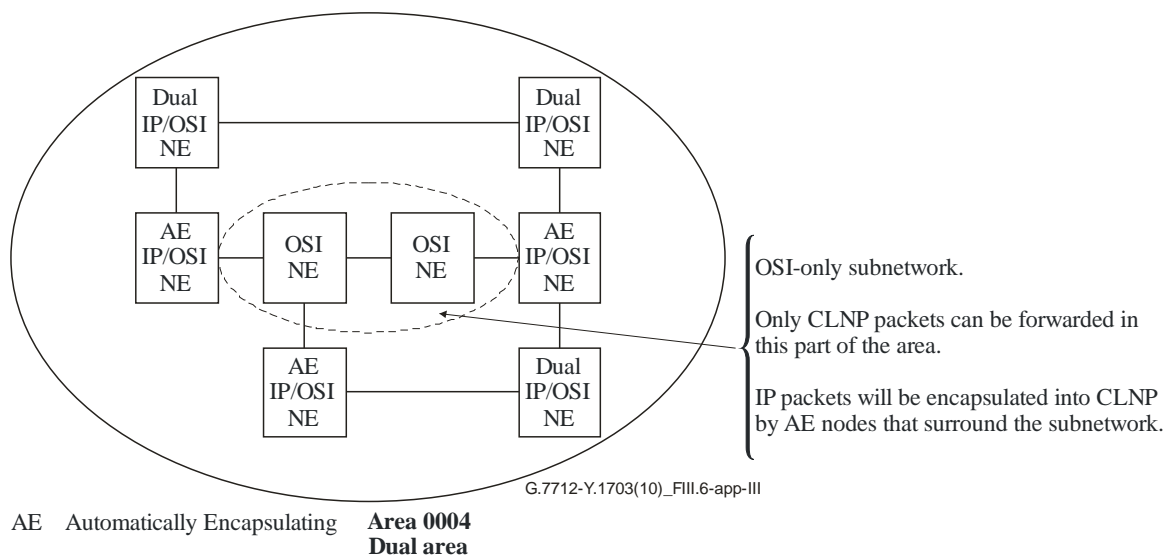 Dual
IP/OSI
NE
Dual
IP/OSI
NE
AE
IP/OSI
NE
OSI
NE
OSI
NE
AE
IP/OSI
NE
AE
IP/OSI
NE
Dual
IP/OSI
NE
OSI-only subnetwork.
Only CLNP packets can be forwarded in
this part of the area.
IP packets will be encapsulated into CLNP
by AE nodes that surround the subnetwork.
G.7712-Y.1703(10)_FIII.6-app-III
AE Automatically Encapsulating
Area 0004
Dual area